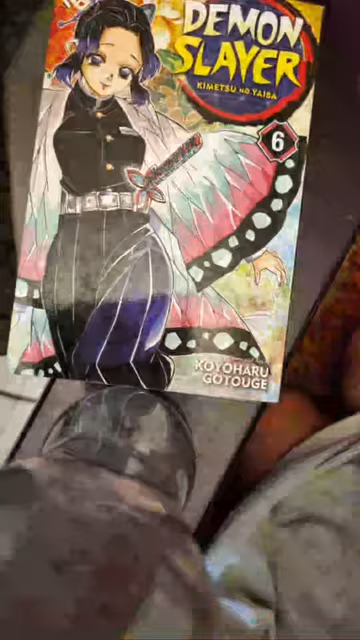 DEMON
SLAYER
KIMETSU NO YAIBA
6
KOYOHARU
GOTOUGE